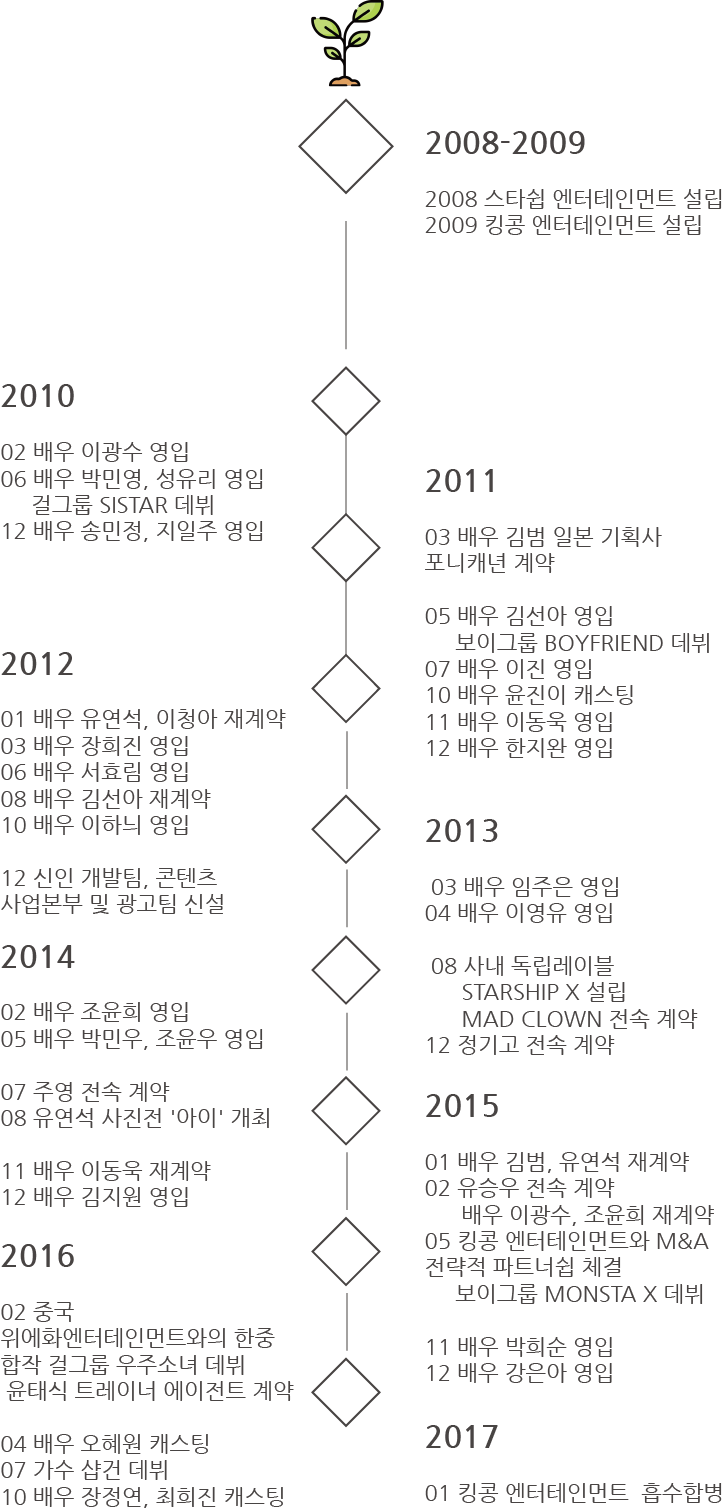 2008-2009
2008 스타쉽 엔터테인먼트 설립
2009 킹콩 엔터테인먼트 설립
2010
02 배우 이광수 영입
06 배우 박민영, 성유리 영입
걸그룹 SISTAR 데뷔
12 배우 송민정, 지일주 영입
2011
03 배우 김범 일본 기획사
포니캐년 계약
05 배우 김선아 영입
보이그룹 BOYFRIEND 데뷔
07 배우 이진 영입
10 배우 윤진이 캐스팅
11 배우 이동욱 영입
12 배우 한지완 영입
2012
01 배우 유연석, 이청아 재계약
03 배우 장희진 영입
06 배우 서효림 영입
08 배우 김선아 재계약
10 배우 이하늬 영입
12 신인 개발팀, 콘텐츠
사업본부 및 광고팀 신설
2013
03 배우 임주은 영입
04 배우 이영유 영입
08 사내 독립레이블
STARSHIP X 설립
MAD CLOWN 전속 계약
12 정기고 전속 계약
2014
02 배우 조윤희 영입
05 배우 박민우, 조윤우 영입
07 주영 전속 계약
08 유연석 사진전 '아이' 개최
11 배우 이동욱 재계약
12 배우 김지원 영입
2015
01 배우 김범, 유연석 재계약
02 유승우 전속 계약
배우 이광수, 조윤희 재계약
05 킹콩 엔터테인먼트와 M&A
전략적 파트너쉽 체결
보이그룹 MONSTA X 데뷔
11 배우 박희순 영입
12 배우 강은아 영입
2016
02 중국
위에화엔터테인먼트와의 한중
합작 걸그룹 우주소녀 데뷔
윤태식 트레이너 에이전트 계약
04 배우 오혜원 캐스팅
07 가수 샵건 데뷔
10 배우 장정연, 최희진 캐스팅
2017
01 킹콩 엔터테인먼트 흡수합병